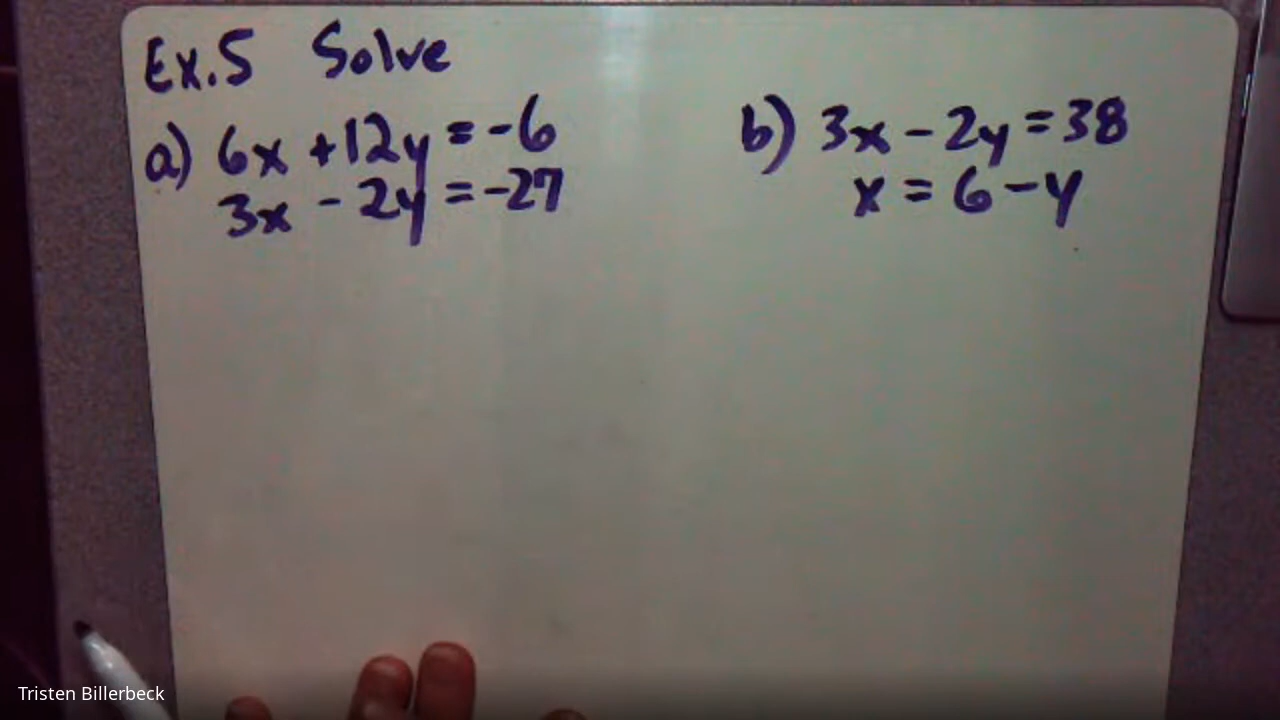 Ex.5 Solve
a) 6x +12y = -6
3x - 2y = -27
b) 3x - 2y = 38
x = 6 - y
Tristen Billerbeck